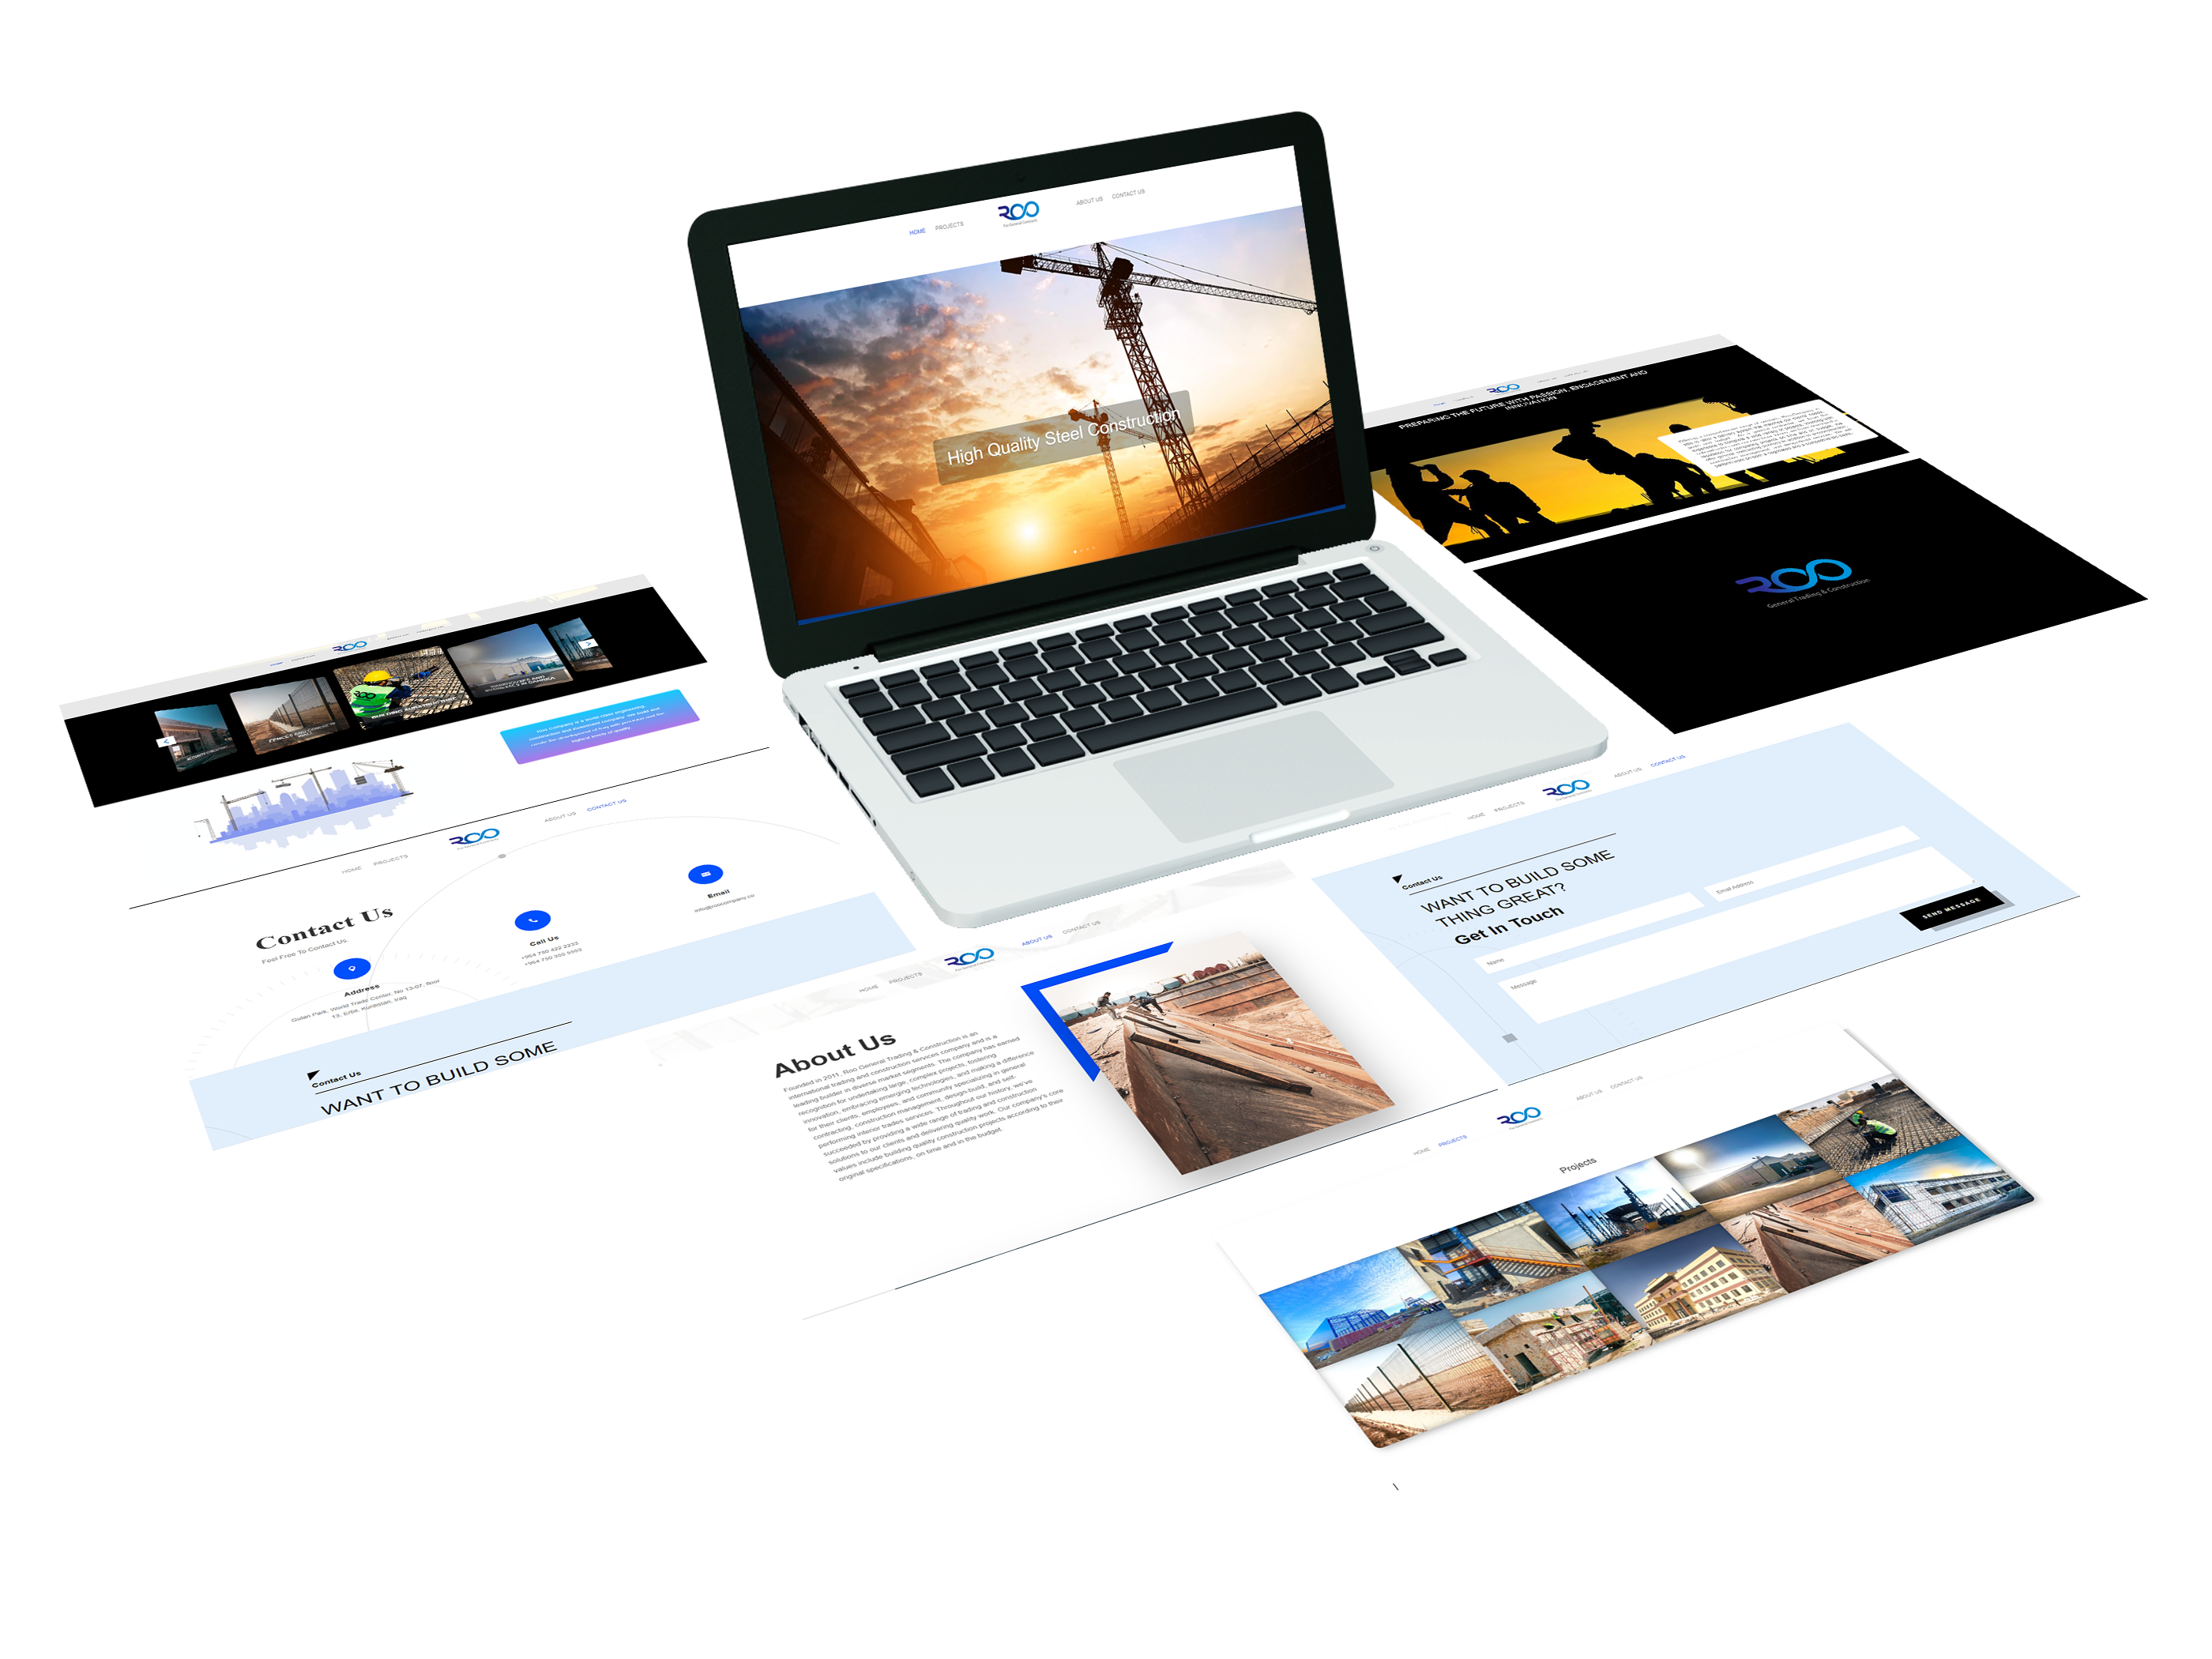 HOME PROJECTS
ROO
ABOUT US CONTACT US
High Quality Steel Construction
ROO
PREPARING THE FUTURE WITH PASSION, ENGAGEMENT AND
INNOVATION
ROO
General Trading & Construction
ROO
HOME PROJECTS
ROO
ABOUT US CONTACT US
Contact Us
Feel Free To Contact Us.
Address
Gulan Park, World Trade Center, No 13-07, floor
13, Erbil, Kurdistan, Iraq
Call Us
+964 750 422 2222
Email
info@roocompany.co
Contact Us
WANT TO BUILD SOME
HOME PROJECTS
ROO
ABOUT US CONTACT US
About Us
Founded in 2011, Roo General Trading & Construction is an
international trading and construction services company and is a
leading builder in diverse market segments. The company has earned
recognition for undertaking large, complex projects, fostering
innovation, embracing emerging technologies, and making a difference
for their clients, employees, and community specializing in general
contracting, construction management, design-build, and self-
performing interior trades services. Throughout our history, we've
succeeded by providing a wide range of trading and construction
solutions to our clients and delivering quality work. Our company's core
values include building quality construction projects according to their
original specifications, on time and in the budget.
HOME PROJECTS
ROO
ABOUT US CONTACT US
Contact Us
WANT TO BUILD SOME
THING GREAT?
Get In Touch
Name
Email Address
Message
SEND MESSAGE
HOME PROJECTS
ROO
ABOUT US CONTACT US
Projects